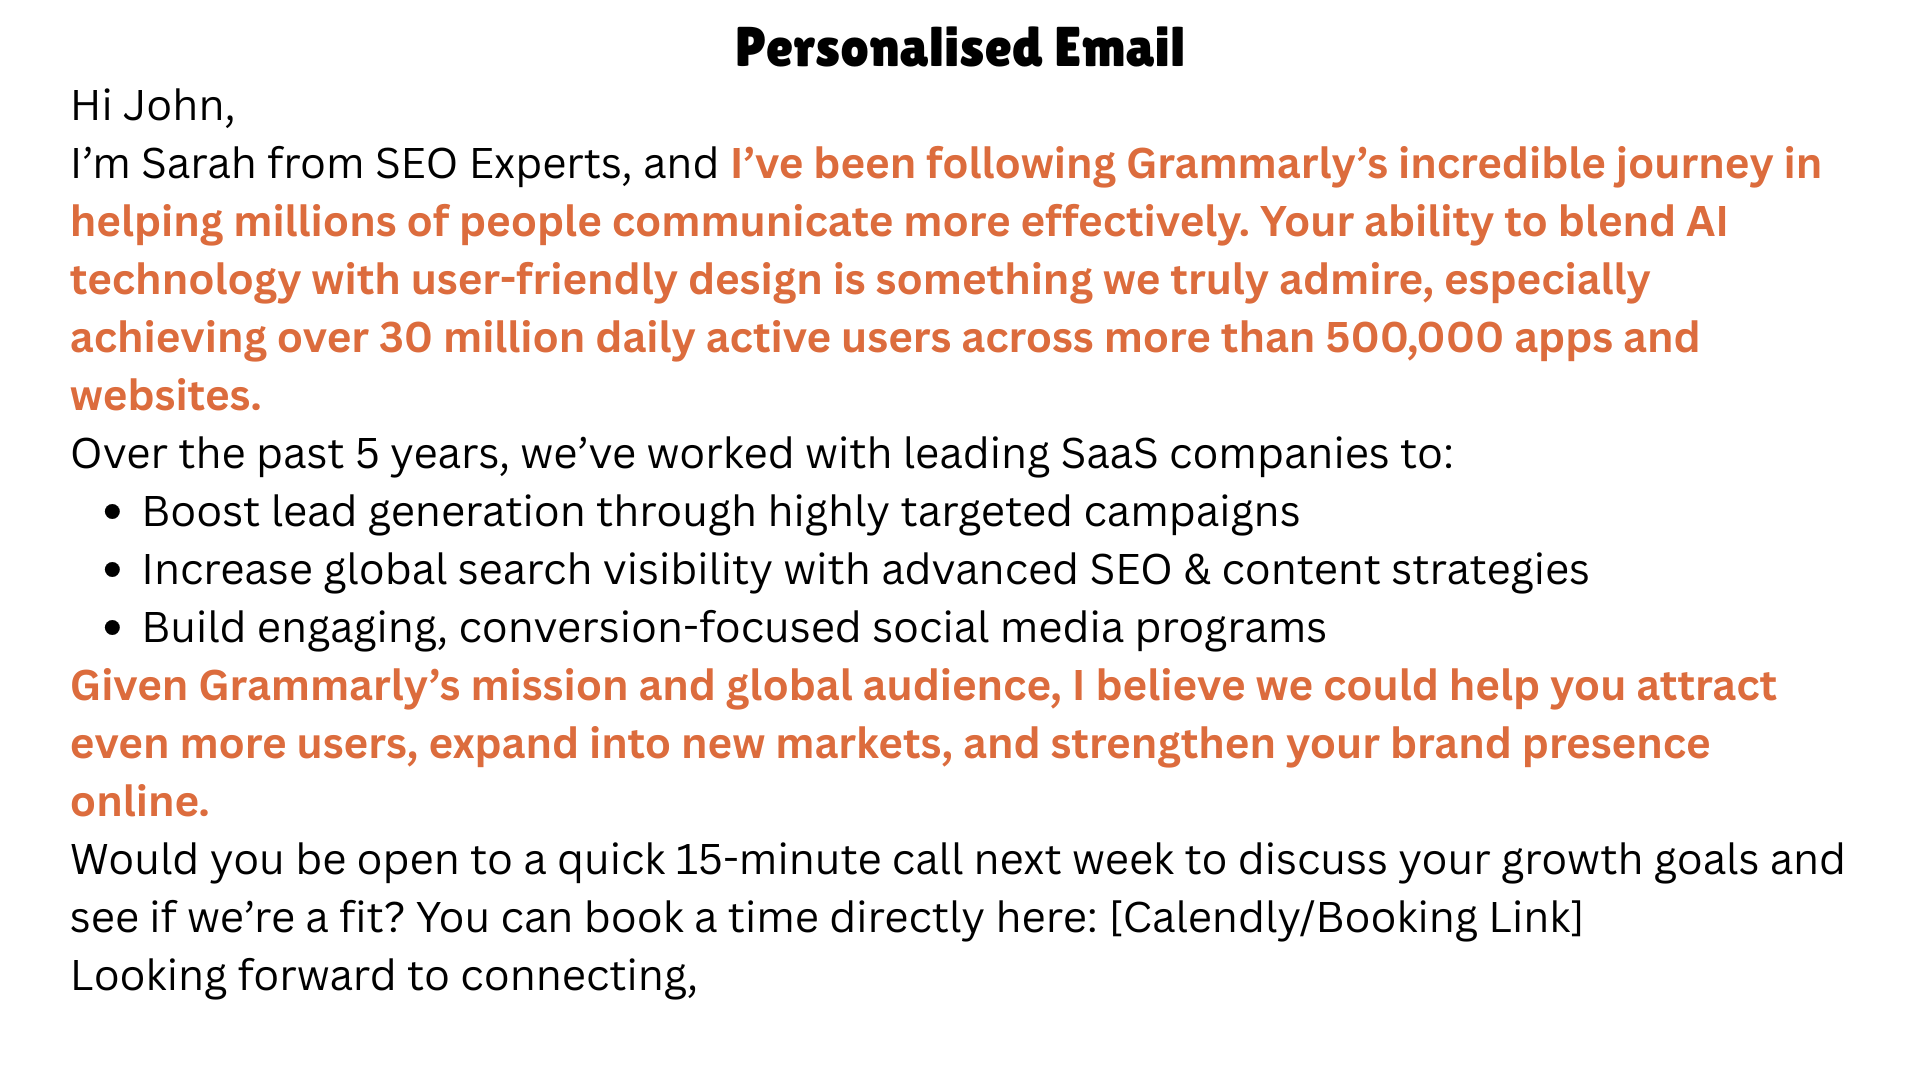 Personalised Email
Hi John,
I’m Sarah from SEO Experts, and I’ve been following Grammarly’s incredible journey in
helping millions of people communicate more effectively. Your ability to blend AI
technology with user-friendly design is something we truly admire, especially
achieving over 30 million daily active users across more than 500,000 apps and
websites.
Over the past 5 years, we’ve worked with leading SaaS companies to:
• Boost lead generation through highly targeted campaigns
• Increase global search visibility with advanced SEO & content strategies
• Build engaging, conversion-focused social media programs
Given Grammarly’s mission and global audience, I believe we could help you attract
even more users, expand into new markets, and strengthen your brand presence
online.
Would you be open to a quick 15-minute call next week to discuss your growth goals and
see if we’re a fit? You can book a time directly here: [Calendly/Booking Link]
Looking forward to connecting,